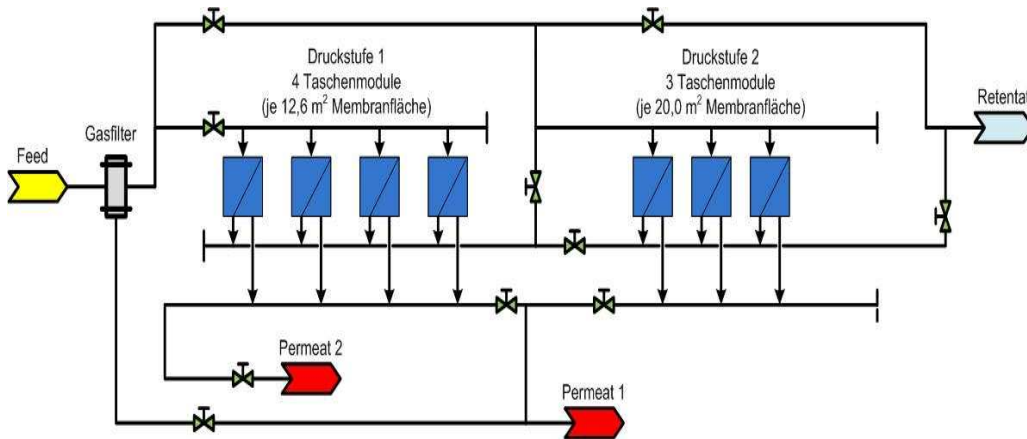 Druckstufe 1
4 Taschenmodule
(je 12,6 m² Membranfläche)
Druckstufe 2
3 Taschenmodule
(je 20,0 m² Membranfläche)
Retentat
Gasfilter
Feed
Permeat 2
Permeat 1